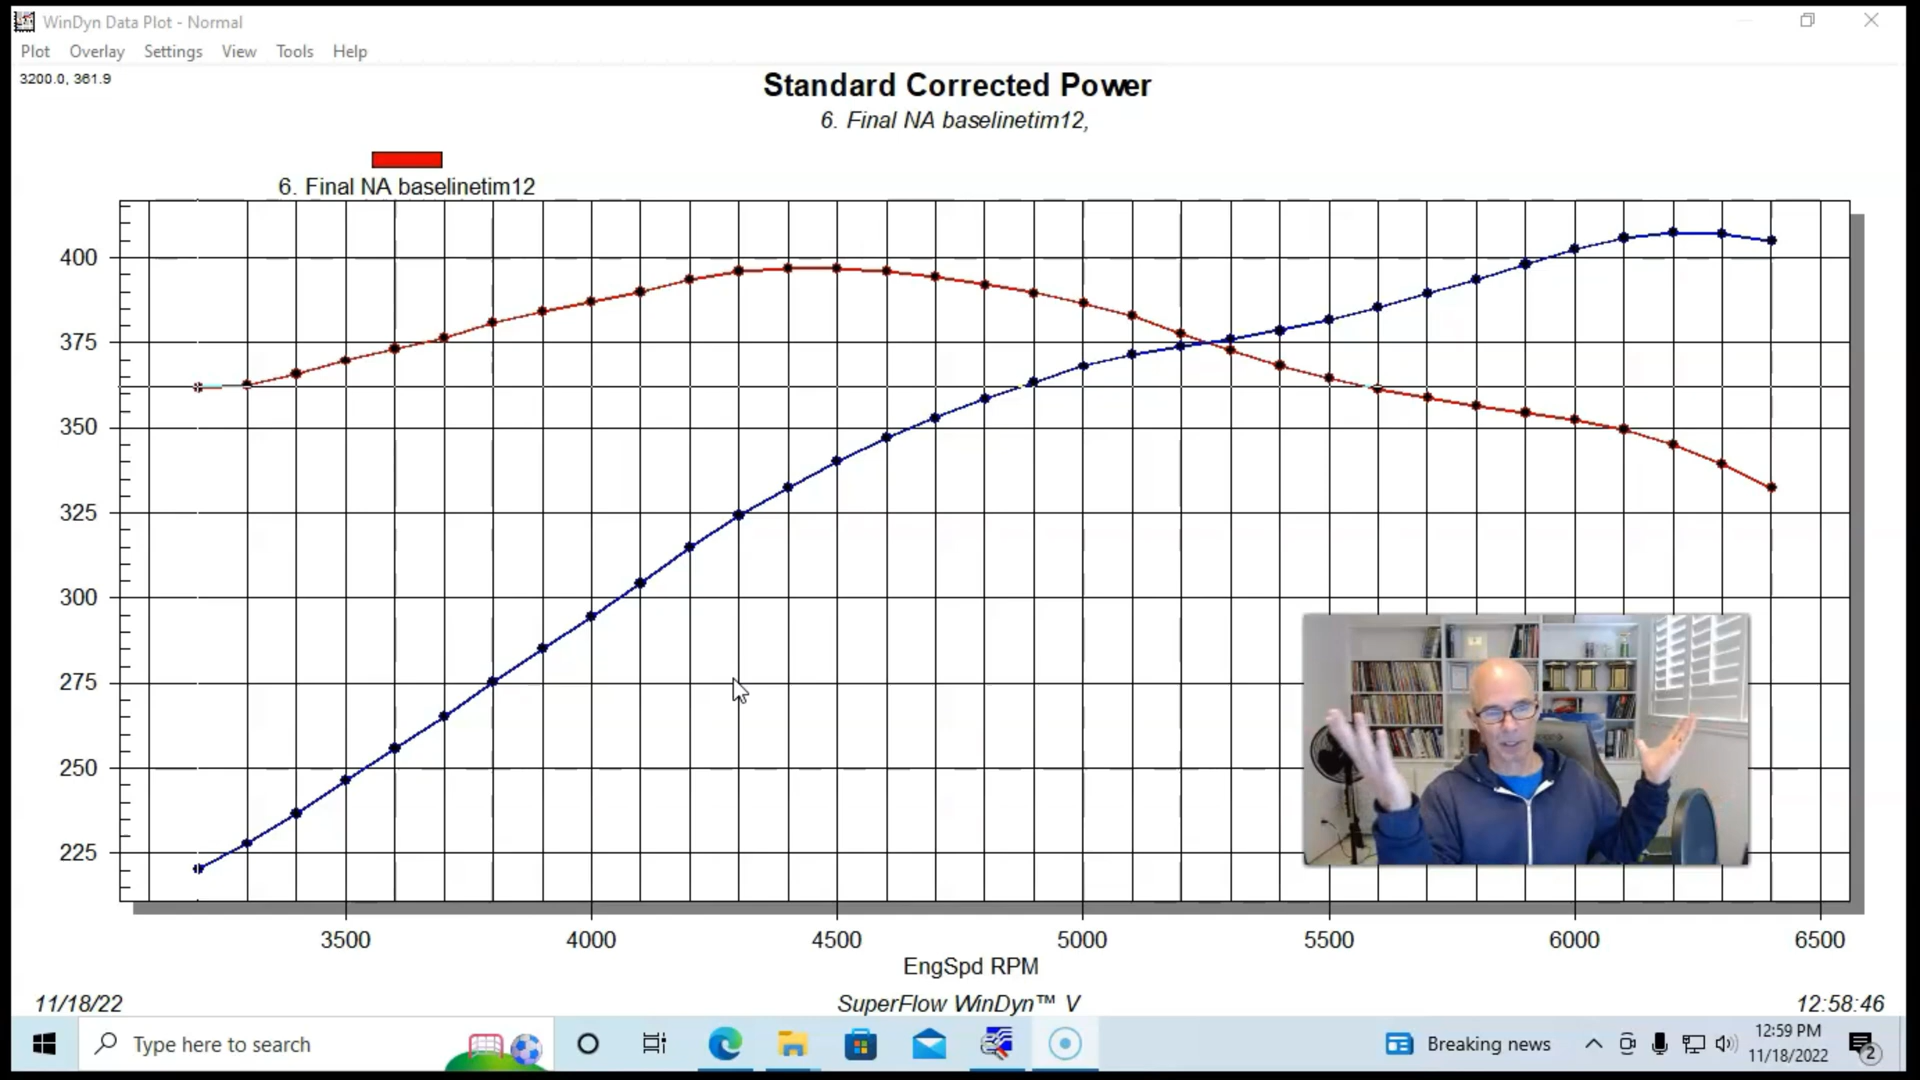 WinDyn Data Plot - Normal
Plot Overlay Settings View Tools Help
3200.0, 361.9
Standard Corrected Power
6. Final NA baselinetim12,
6. Final NA baselinetim12
400
375
350
325
300
275
250
225
3500 4000 4500 5000 5500 6000 6500
EngSpd RPM
11/18/22 SuperFlow WinDyn™ V 12:58:46
Type here to search Breaking news 12:59 PM
11/18/2022 2